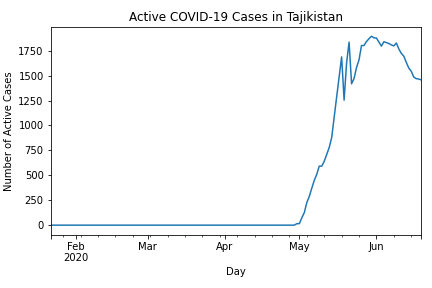 Active COVID-19 Cases in Tajikistan
Number of Active Cases
1750
1500
1250
1000
750
500
250
0
Feb
2020
Mar
Apr
May
Jun
Day